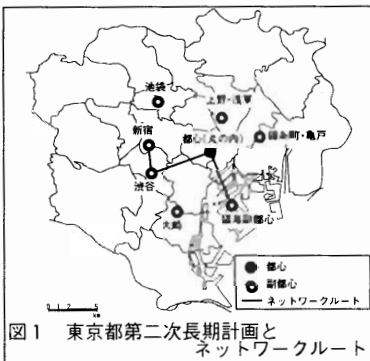 池袋
上野・浅草
新宿
都心(丸の内)
錦糸町・亀戸
渋谷
大崎
臨海副都心
0 1 2 5
km
都心
副都心
ネットワークルート
図1 東京都第二次長期計画と
ネットワークルート